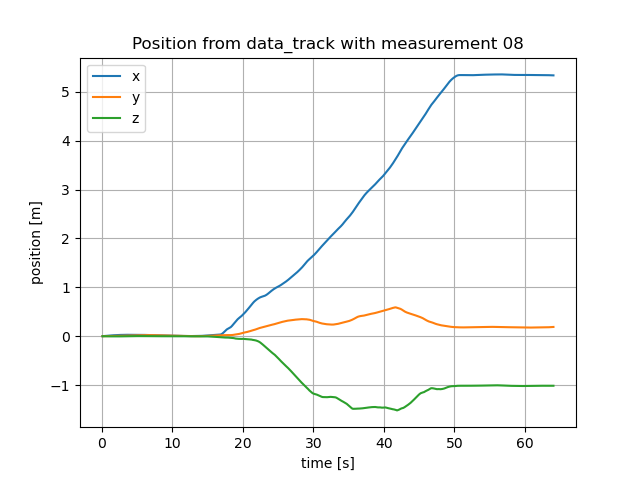 Position from data_track with measurement 08
x
y
z
position [m]
5
4
3
2
1
0
−1
0 10 20 30 40 50 60
time [s]